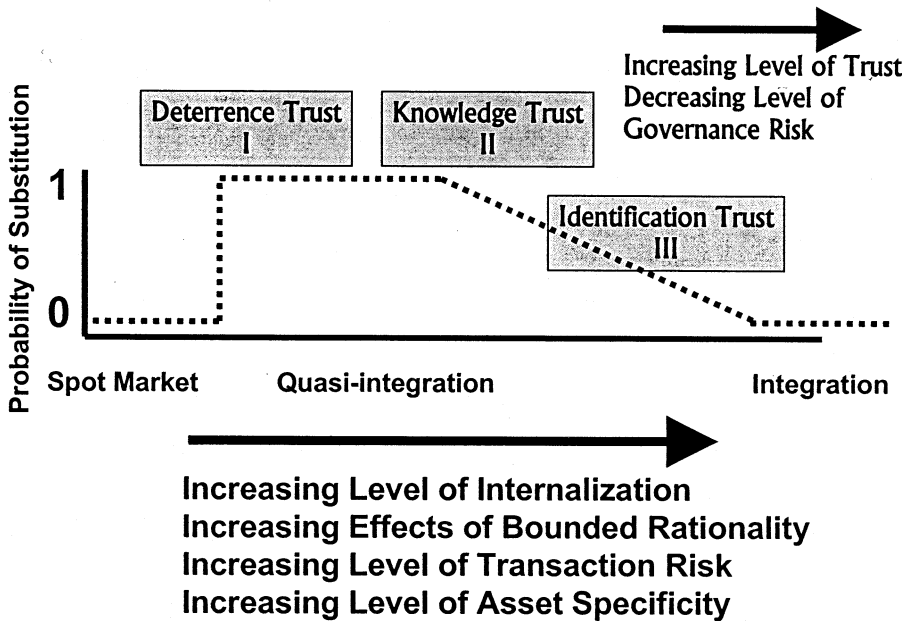 Increasing Level of Trust
Decreasing Level of
Governance Risk
Deterrence Trust
I
Knowledge Trust
II
Identification Trust
III
Probability of Substitution
1
0
Spot Market
Quasi-integration
Integration
Increasing Level of Internalization
Increasing Effects of Bounded Rationality
Increasing Level of Transaction Risk
Increasing Level of Asset Specificity